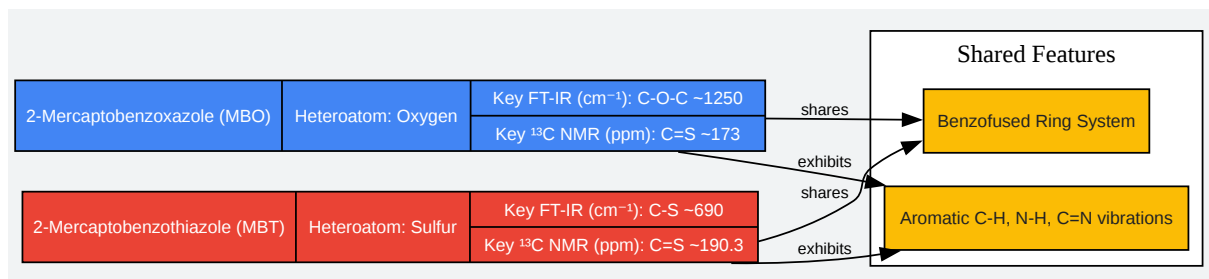 Shared Features
2-Mercaptobenzoxazole (MBO)
Heteroatom: Oxygen
Key FT-IR (cm⁻¹): C-O-C ~1250
Key ¹³C NMR (ppm): C=S ~173
shares
Benzofused Ring System
exhibits
shares
2-Mercaptobenzothiazole (MBT)
Heteroatom: Sulfur
Key FT-IR (cm⁻¹): C-S ~690
Key ¹³C NMR (ppm): C=S ~190.3
exhibits
Aromatic C-H, N-H, C=N vibrations